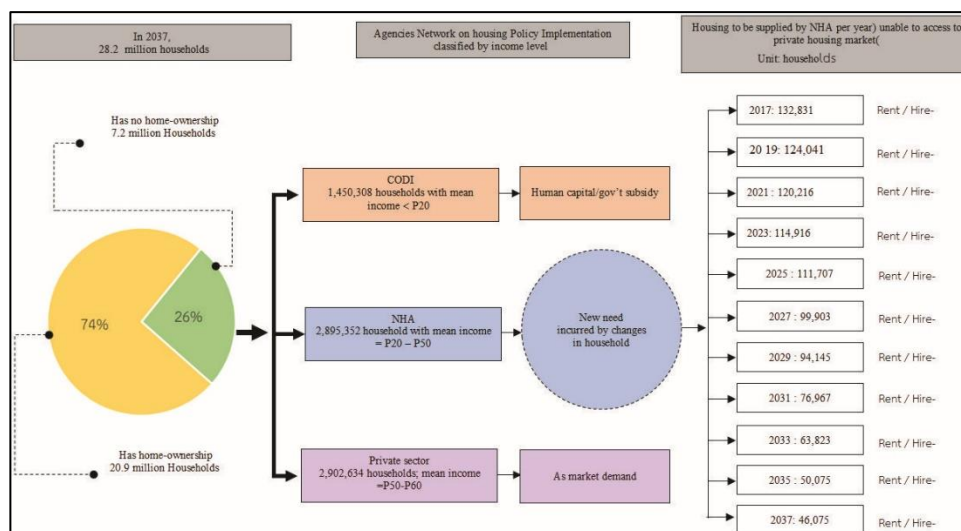 In 2037,
28.2 million households
Agencies Network on housing Policy Implementation
classified by income level
Housing to be supplied by NHA per year) unable to access to
private housing market(
Unit: households
Has no home-ownership
7.2 million Households
74%
26%
Has home-ownership
20.9 million Households
CODI
1,450,308 households with mean
income < P20
Human capital/gov't subsidy
NHA
2,895,352 household with mean income
= P20 – P50
New need
incurred by changes
in household
Private sector
2,902,634 households; mean income
=P50-P60
As market demand
2017: 132,831 Rent / Hire-
20 19: 124,041 Rent / Hire-
2021: 120,216 Rent / Hire-
2023: 114,916 Rent / Hire-
2025 : 111,707 Rent / Hire-
2027 : 99,903 Rent / Hire-
2029 : 94,145 Rent / Hire-
2031 : 76,967 Rent / Hire-
2033 : 63,823 Rent / Hire-
2035 : 50,075 Rent / Hire-
2037: 46,075 Rent / Hire-